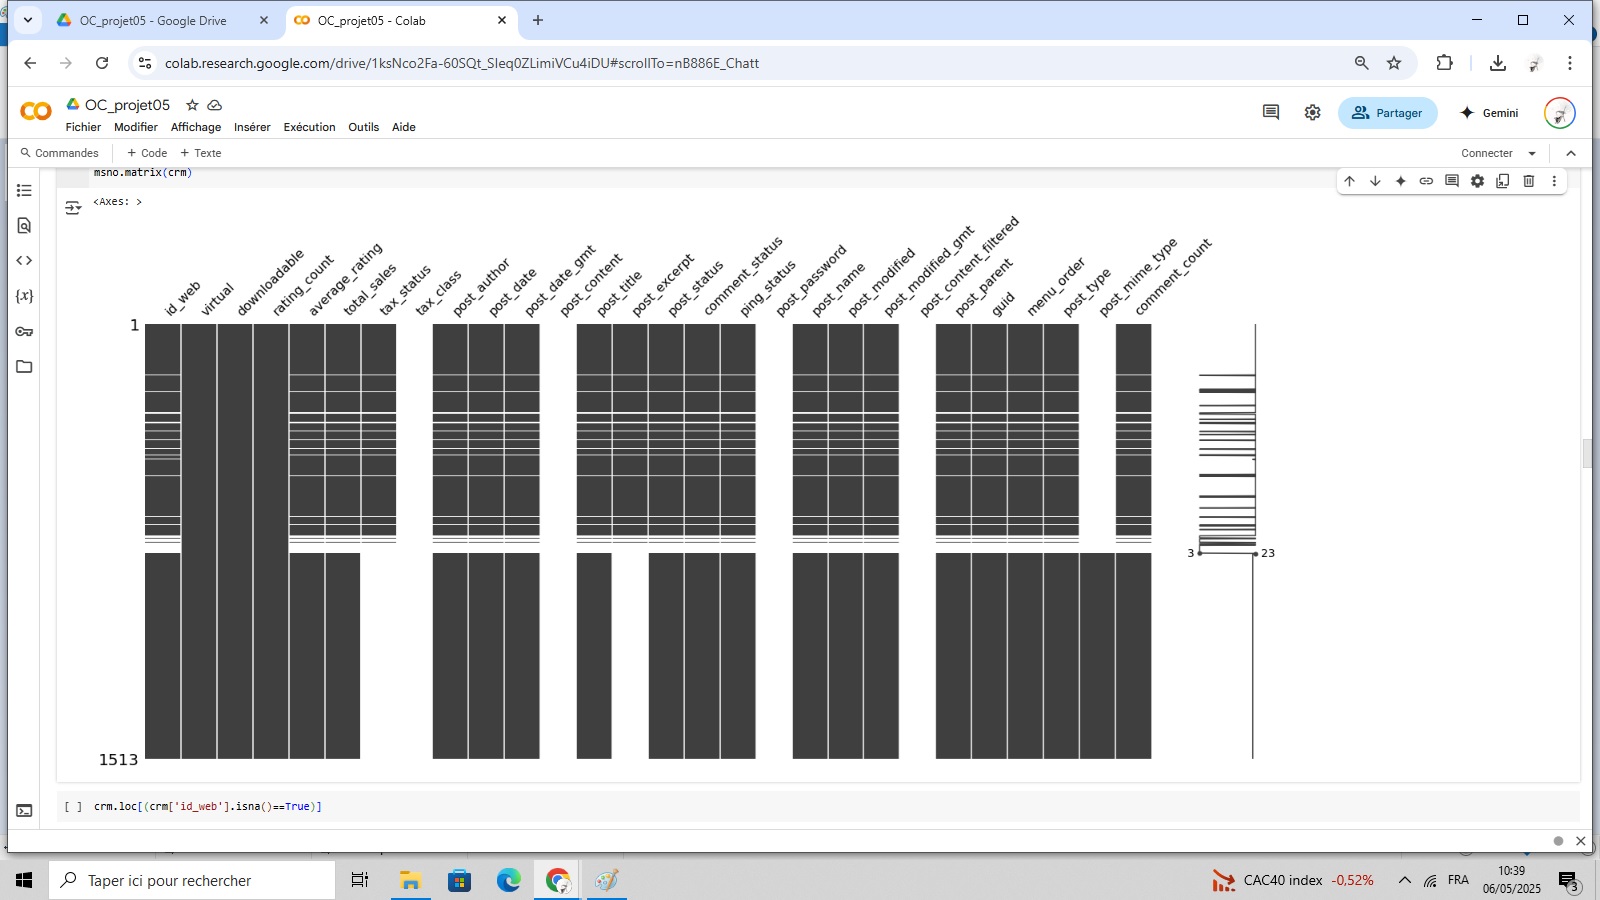 OC_projet05 - Google Drive
OC_projet05 - Colab
colab.research.google.com/drive/1ksNco2Fa-60SQt_Sleq0ZLimiVCu4iDU#scrollTo=nB886E_Chatt
OC_projet05
Partager
Gemini
Fichier Modifier Affichage Insérer Exécution Outils Aide
Commandes + Code + Texte Connecter
msno.matrix(crm)
<Axes: >
id_web virtual downloadable rating_count average_rating total_sales tax_status tax_class post_author post_date post_date_gmt post_content post_title post_excerpt post_status comment_status ping_status post_password post_name post_modified post_modified_gmt post_content_filtered post_parent guid menu_order post_type post_mime_type comment_count
1
3 23
1513
[ ] crm.loc[(crm['id_web'].isna()==True)]
Taper ici pour rechercher
CAC40 index -0,52%
FRA
10:39
06/05/2025
3